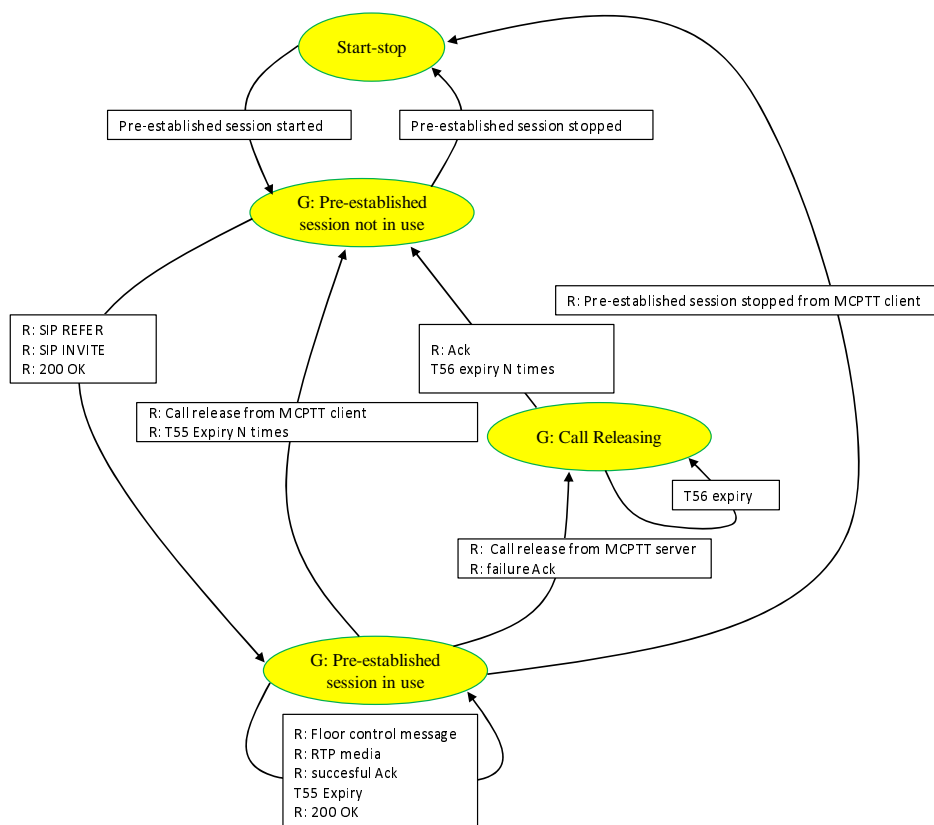 Start-stop
Pre-established session started
Pre-established session stopped
G: Pre-established
session not in use
R: Pre-established session stopped from MCPTT client
R: SIP REFER
R: SIP INVITE
R: 200 OK
R: Ack
T56 expiry N times
R: Call release from MCPTT client
R: T55 Expiry N times
G: Call Releasing
T56 expiry
R: Call release from MCPTT server
R: failure Ack
G: Pre-established
session in use
R: Floor control message
R: RTP media
R: succesful Ack
T55 Expiry
R: 200 OK